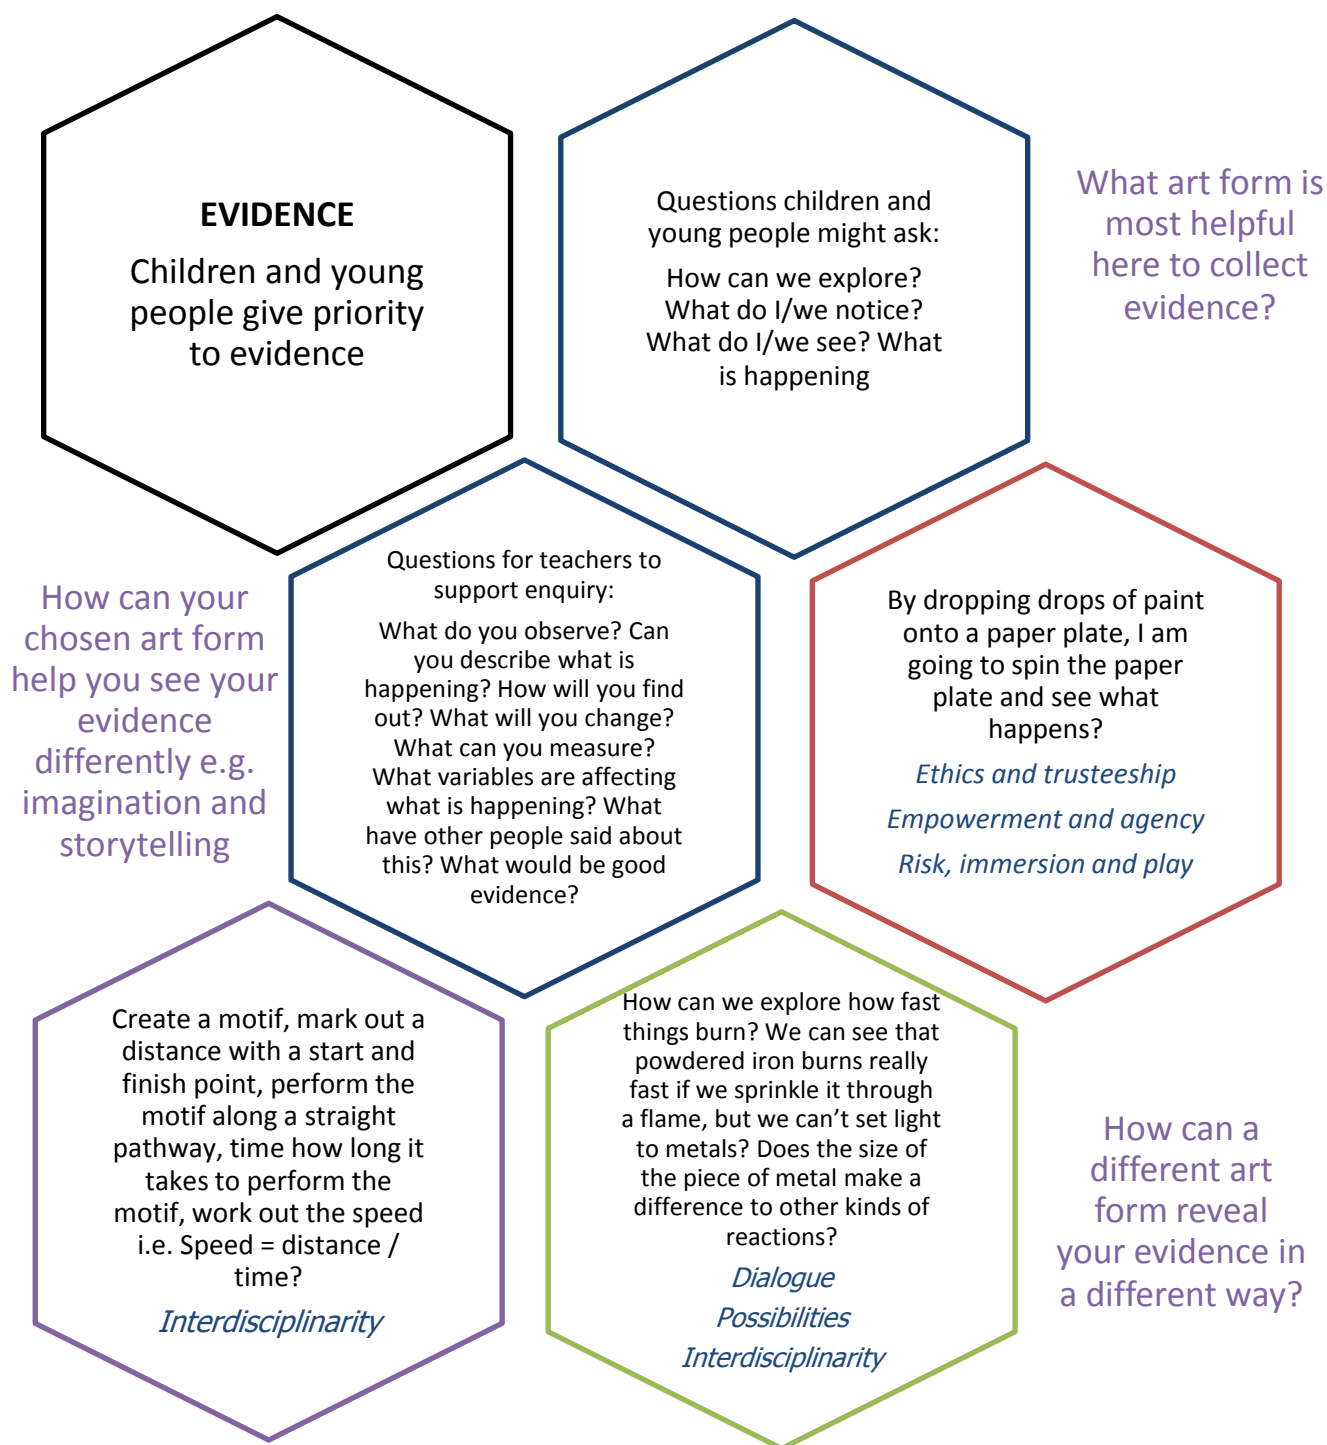 EVIDENCE
Children and young
people give priority
to evidence
Questions children and
young people might ask:
How can we explore?
What do I/we notice?
What do I/we see? What
is happening
What art form is
most helpful
here to collect
evidence?
How can your
chosen art form
help you see your
evidence
differently e.g.
imagination and
storytelling
Questions for teachers to
support enquiry:
What do you observe? Can
you describe what is
happening? How will you find
out? What will you change?
What can you measure?
What variables are affecting
what is happening? What
have other people said about
this? What would be good
evidence?
By dropping drops of paint
onto a paper plate, I am
going to spin the paper
plate and see what
happens?
Ethics and trusteeship
Empowerment and agency
Risk, immersion and play
Create a motif, mark out a
distance with a start and
finish point, perform the
motif along a straight
pathway, time how long it
takes to perform the
motif, work out the speed
i.e. Speed = distance /
time?
Interdisciplinarity
How can we explore how fast
things burn? We can see that
powdered iron burns really
fast if we sprinkle it through
a flame, but we can’t set light
to metals? Does the size of
the piece of metal make a
difference to other kinds of
reactions?
Dialogue
Possibilities
Interdisciplinarity
How can a
different art
form reveal
your evidence in
a different way?